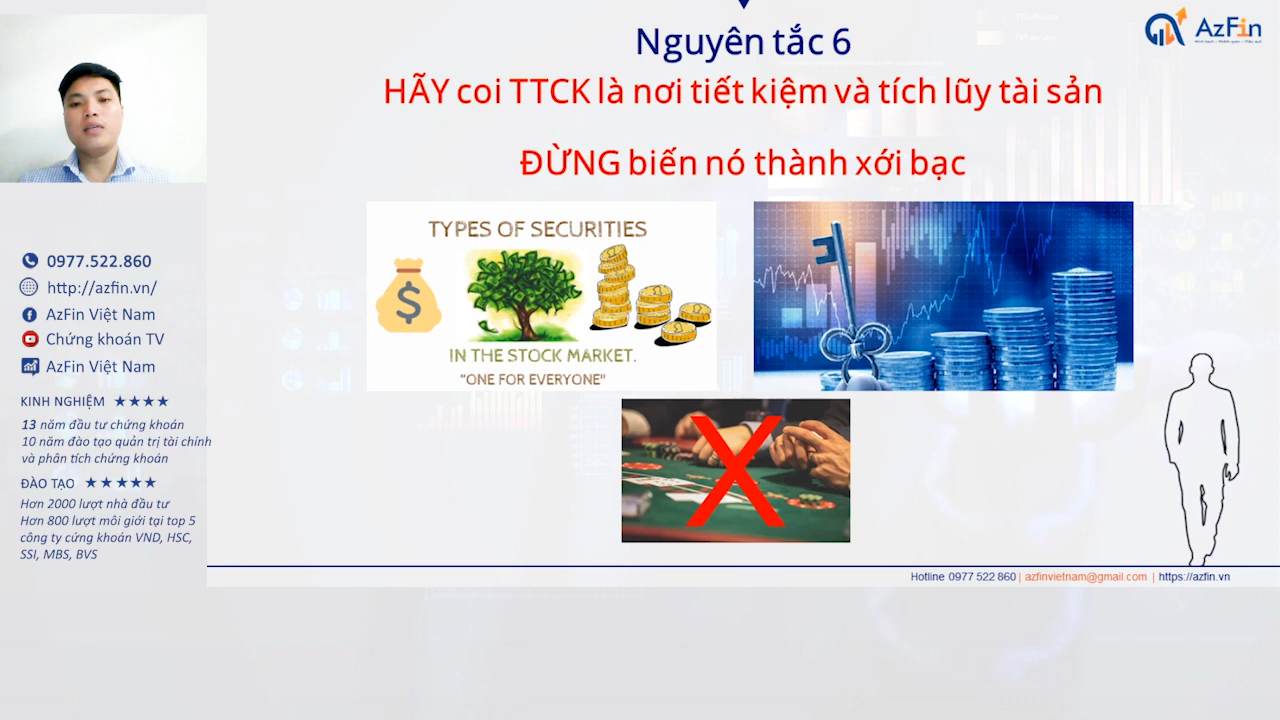 Nguyên tắc 6
HÃY coi TTCK là nơi tiết kiệm và tích lũy tài sản
ĐỪNG biến nó thành xới bạc
AzFin
TYPES OF SECURITIES
$
IN THE STOCK MARKET.
"ONE FOR EVERYONE"
X
0977.522.860
http://azfin.vn/
AzFin Việt Nam
Chứng khoán TV
AzFin Việt Nam
KINH NGHIỆM ★★★★
13 năm đầu tư chứng khoán
10 năm đào tạo quản trị tài chính
và phân tích chứng khoán
ĐÀO TẠO ★★★★★
Hơn 2000 lượt nhà đầu tư
Hơn 800 lượt môi giới tại top 5
công ty cứng khoán VND, HSC,
SSI, MBS, BVS
Hotline 0977 522 860 | azfinvietnam@gmail.com | https://azfin.vn